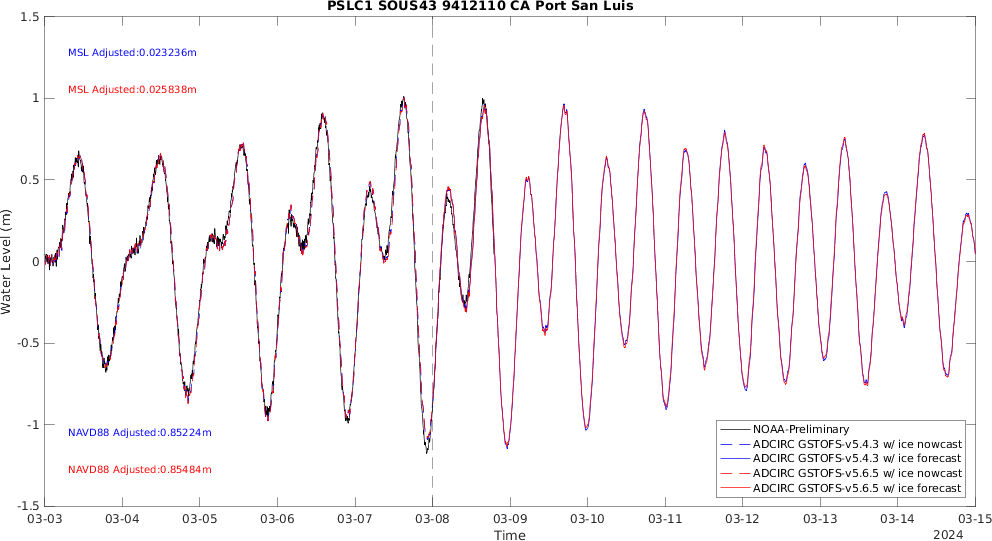 PSLC1 SOUS43 9412110 CA Port San Luis
1.5
1
0.5
0
-0.5
-1
-1.5
Water Level (m)
MSL Adjusted:0.023236m
MSL Adjusted:0.025838m
NAVD88 Adjusted:0.85224m
NAVD88 Adjusted:0.85484m
NOAA-Preliminary
ADCIRC GSTOFS-v5.4.3 w/ ice nowcast
ADCIRC GSTOFS-v5.4.3 w/ ice forecast
ADCIRC GSTOFS-v5.6.5 w/ ice nowcast
ADCIRC GSTOFS-v5.6.5 w/ ice forecast
03-03 03-04 03-05 03-06 03-07 03-08 03-09 03-10 03-11 03-12 03-13 03-14 03-15
Time
2024